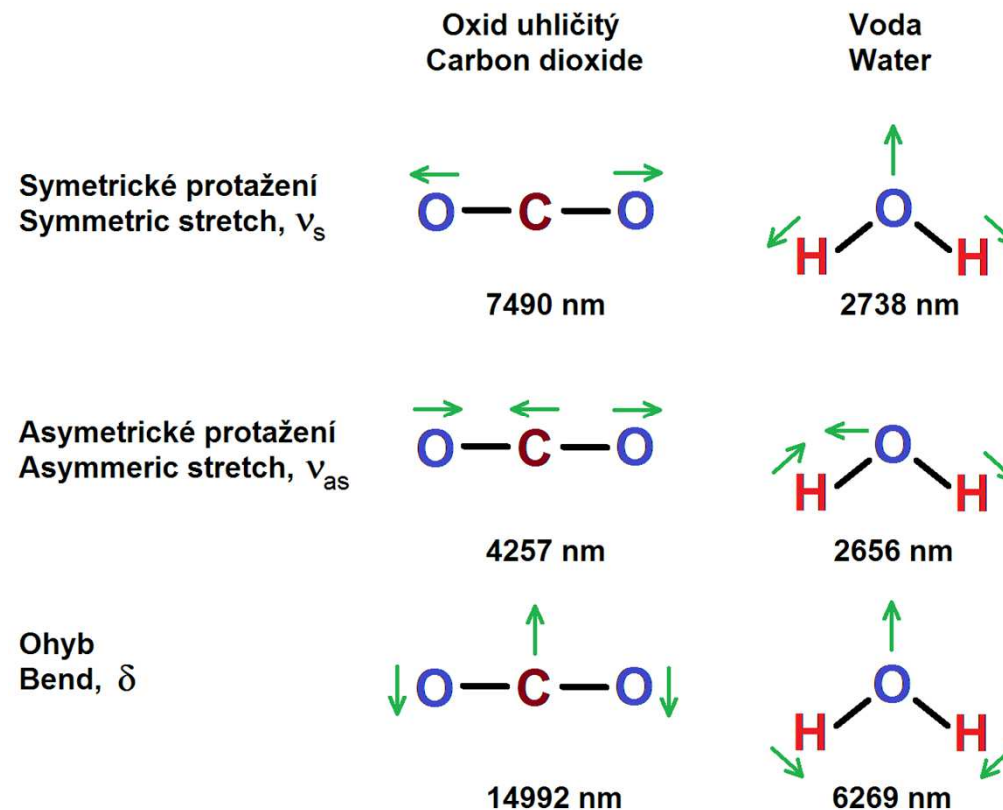 Oxid uhličitý
Carbon dioxide
Voda
Water
Symetrické protažení
Symmetric stretch, νs
O C O
O
H H
7490 nm
2738 nm
Asymetrické protažení
Asymmeric stretch, νas
O C O
O
H H
4257 nm
2656 nm
Ohyb
Bend, δ
O C O
O
H H
14992 nm
6269 nm